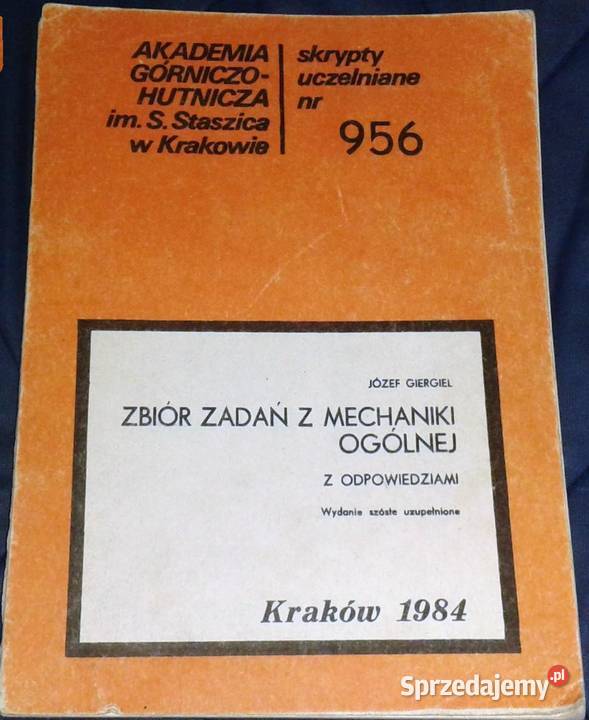 AKADEMIA
GÓRNICZO-
HUTNICZA
im. S. Staszica
w Krakowie
skrypty
uczelniane
nr
956
JÓZEF GIERGIEL
ZBIÓR ZADAŃ Z MECHANIKI
OGÓLNEJ
Z ODPOWIEDZIAMI
Wydanie szóste uzupełnione
Kraków 1984
Sprzedajemy.pl